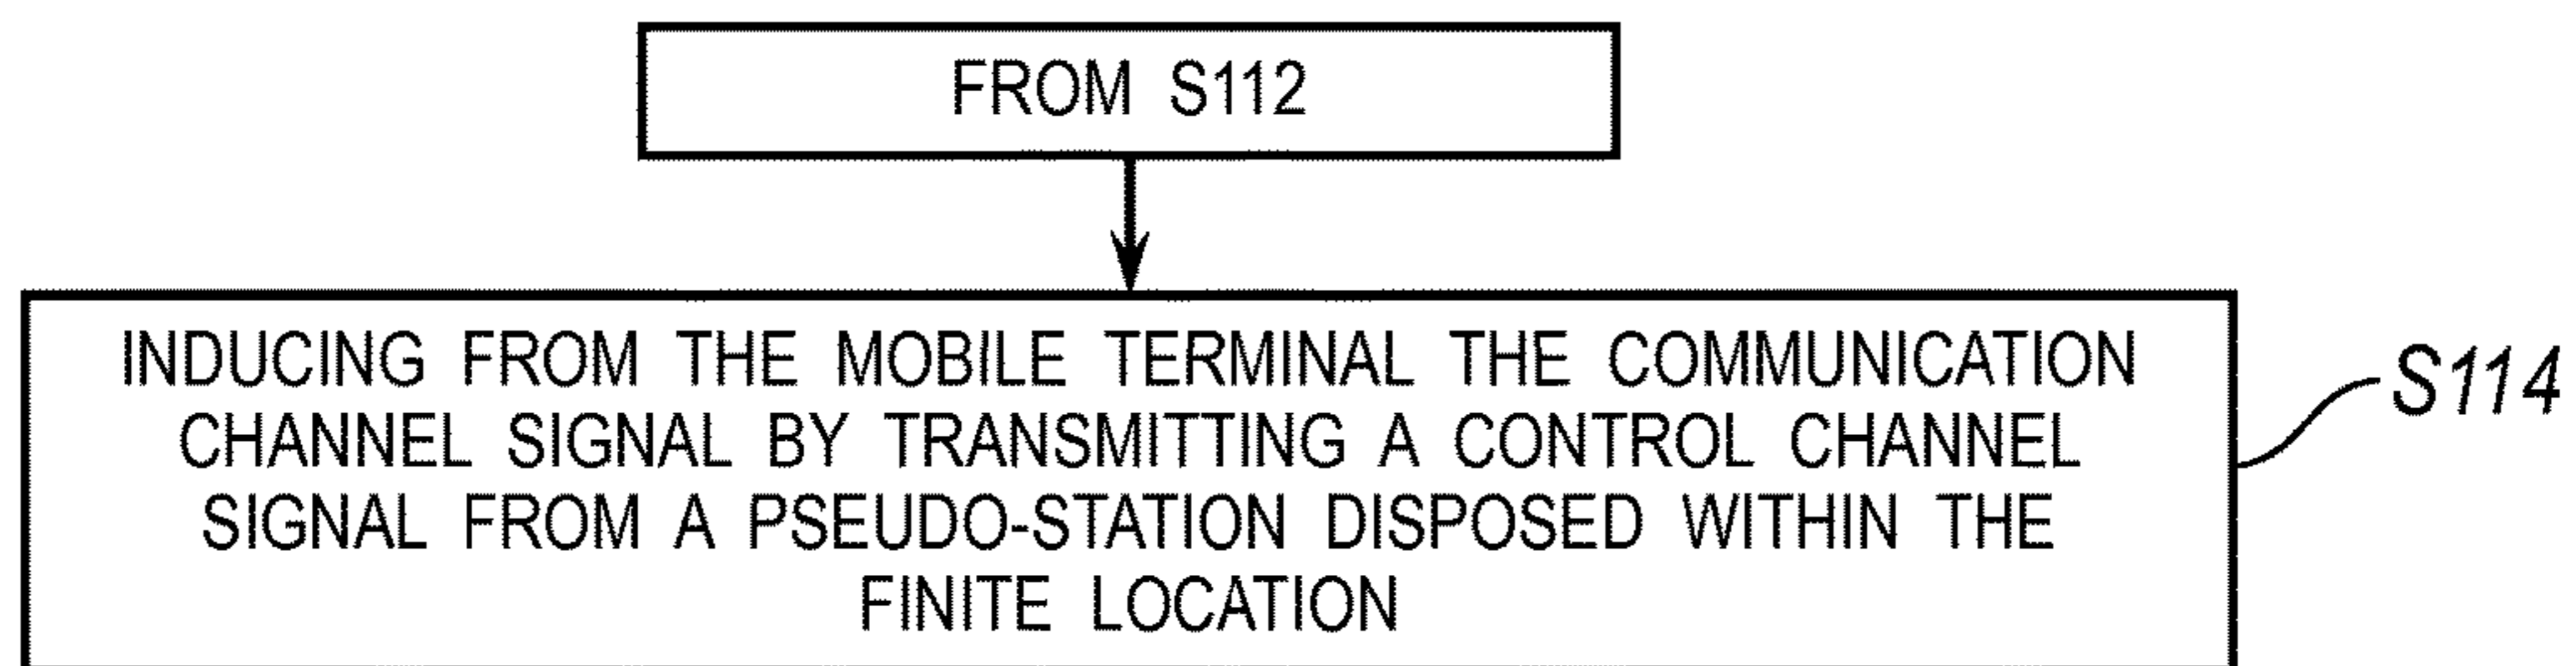 FROM S112
INDUCING FROM THE MOBILE TERMINAL THE COMMUNICATION
CHANNEL SIGNAL BY TRANSMITTING A CONTROL CHANNEL
SIGNAL FROM A PSEUDO-STATION DISPOSED WITHIN THE
FINITE LOCATION
S114